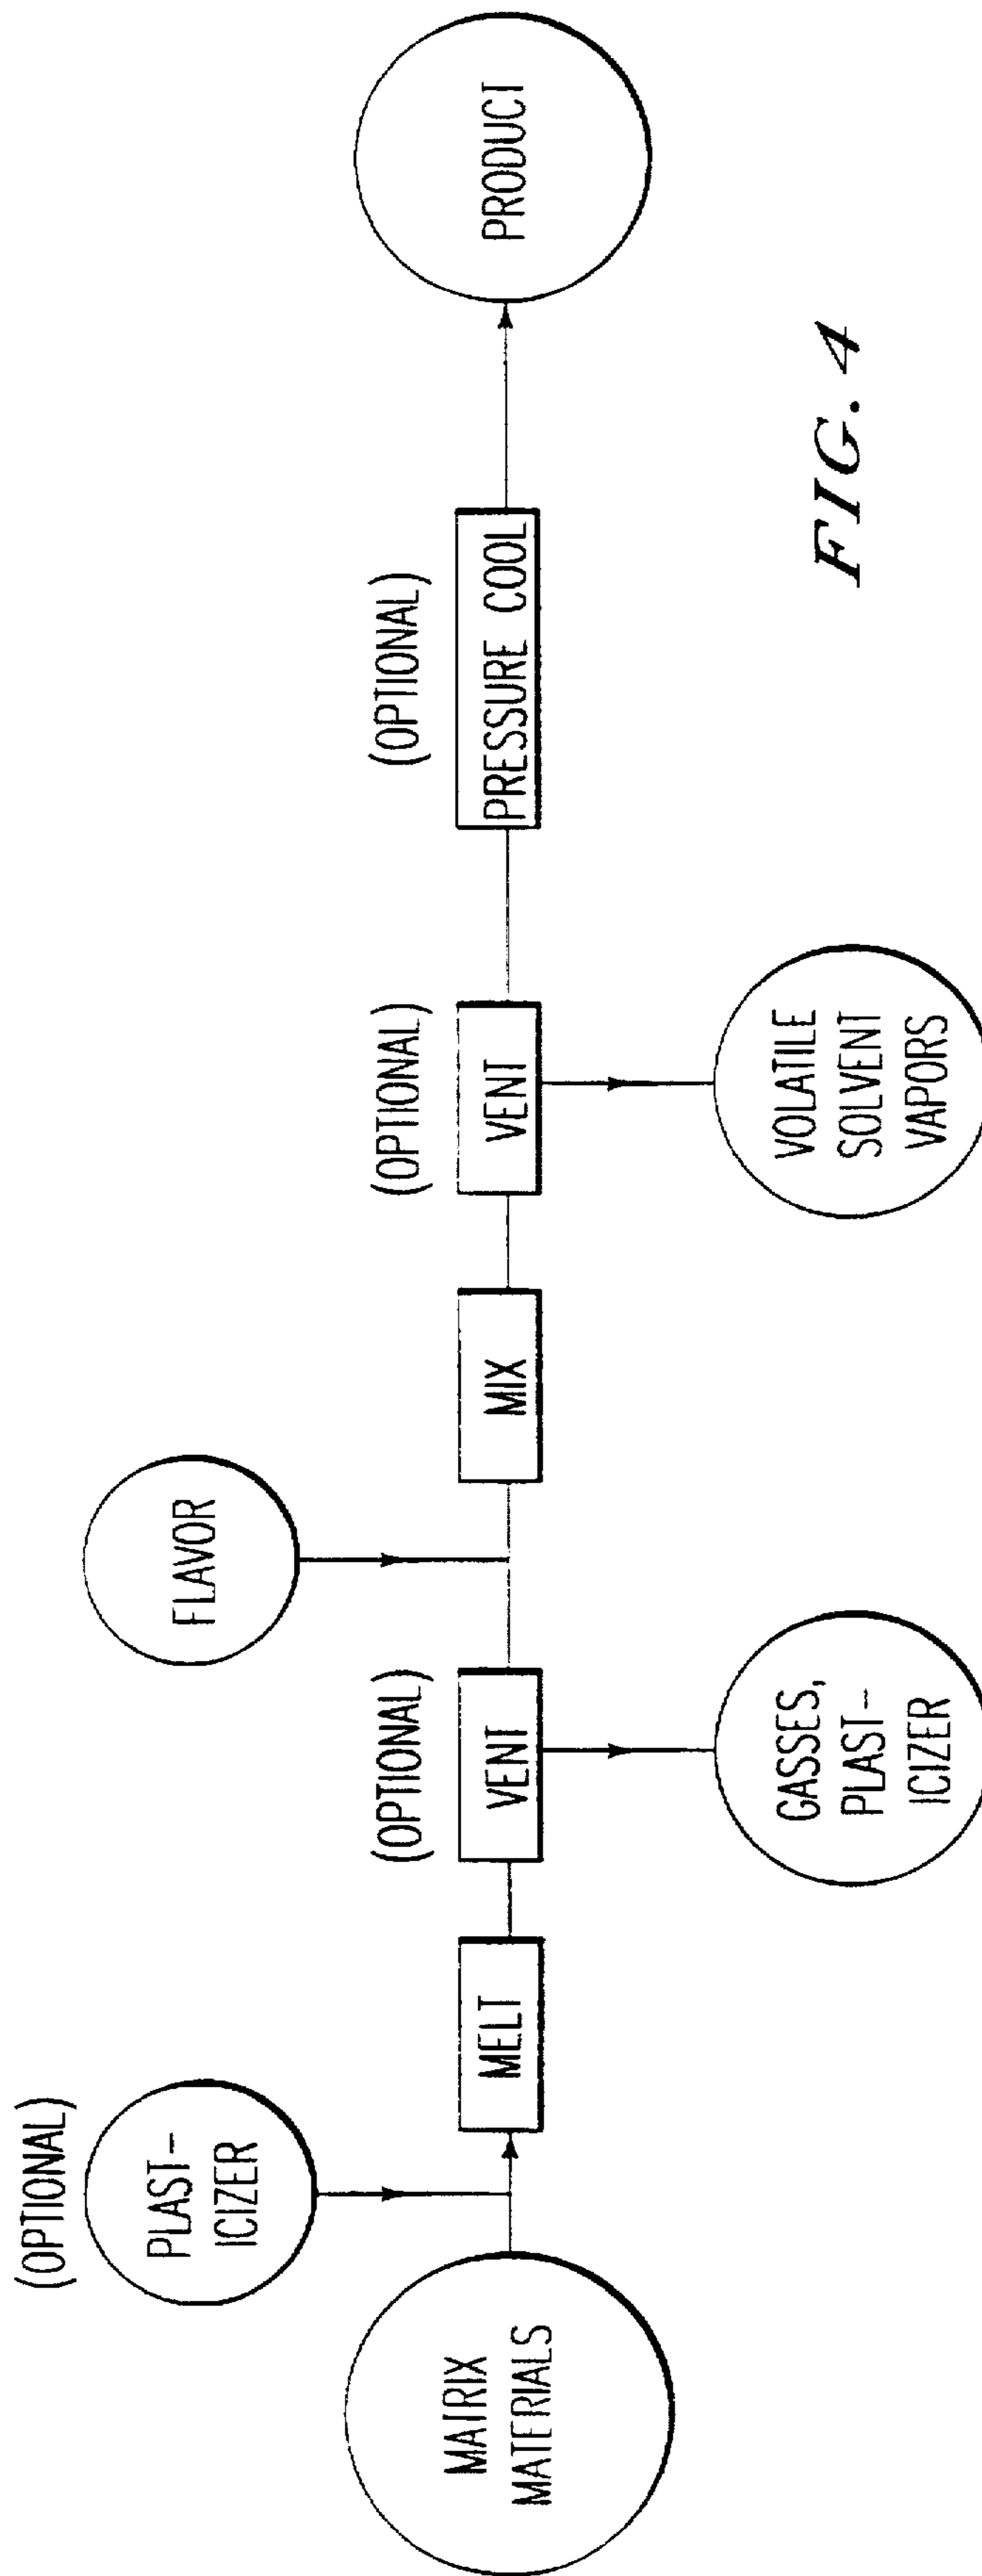 (OPTIONAL)
PLAST-
ICIZER
MATRIX
MATERIALS
MELT
(OPTIONAL)
VENT
GASSES,
PLAST-
ICIZER
FLAVOR
MIX
(OPTIONAL)
VENT
VOLATILE
SOLVENT
VAPORS
(OPTIONAL)
PRESSURE COOL
PRODUCT
FIG. 4